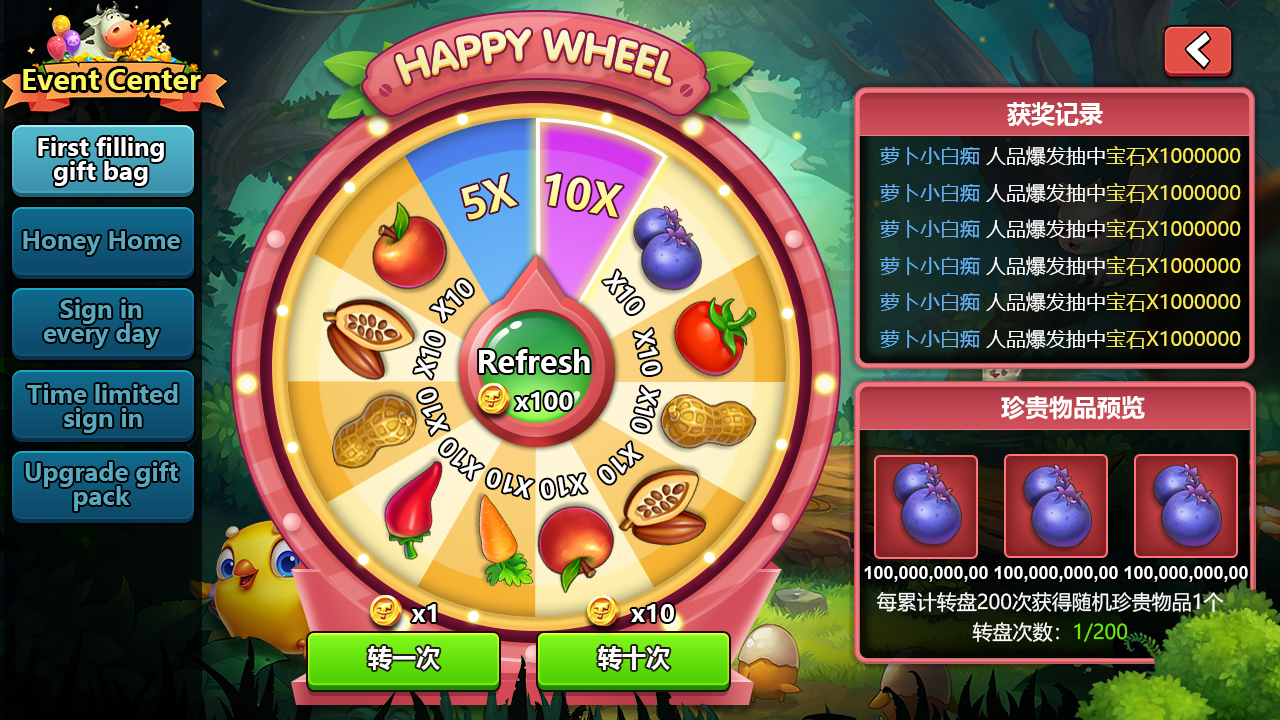 Event Center
First filling
gift bag
Honey Home
Sign in
every day
Time limited
sign in
Upgrade gift
pack
HAPPY WHEEL
5X
10X
X10
X10
X10
X10
X10
X10
X10
X10
X10
X10
Refresh
x100
x1
x10
转一次
转十次
获奖记录
萝卜小白痴 人品爆发抽中宝石X1000000
萝卜小白痴 人品爆发抽中宝石X1000000
萝卜小白痴 人品爆发抽中宝石X1000000
萝卜小白痴 人品爆发抽中宝石X1000000
萝卜小白痴 人品爆发抽中宝石X1000000
萝卜小白痴 人品爆发抽中宝石X1000000
珍贵物品预览
100,000,000,00 100,000,000,00 100,000,000,00
每累计转盘200次获得随机珍贵物品1个
转盘次数：1/200